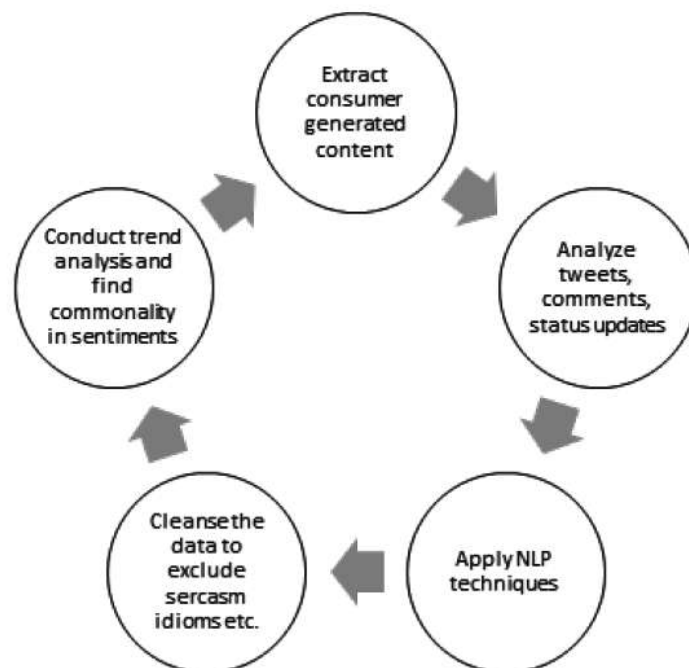 Extract
consumer
generated
content
Analyze
tweets,
comments,
status updates
Apply NLP
techniques
Cleanse the
data to
exclude
sercasm
idioms etc.
Conduct trend
analysis and
find
commonality
in sentiments